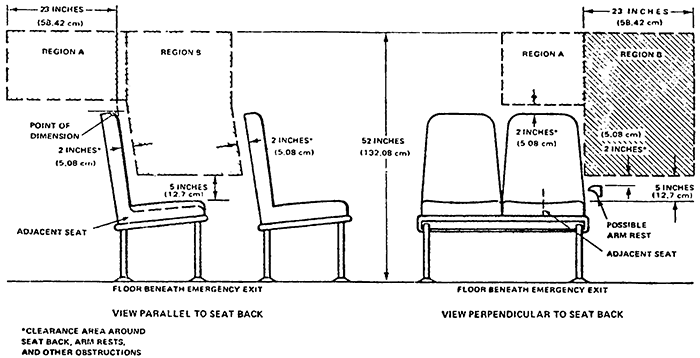 23 INCHES
(58,42 cm)
REGION A
REGION B
POINT OF
DIMENSION
2 INCHES*
(5,08 cm)
2 INCHES*
(5.08 cm)
5 INCHES
(12,7 cm)
ADJACENT SEAT
52 INCHES
(132,08 cm)
FLOOR BENEATH EMERGENCY EXIT
VIEW PARALLEL TO SEAT BACK
23 INCHES
(58,42 cm)
REGION A
REGION B
2 INCHES*
(5.08 cm)
(5,08 cm)
2 INCHES*
5 INCHES
(12,7 cm)
POSSIBLE
ARM REST
ADJACENT SEAT
FLOOR BENEATH EMERGENCY EXIT
VIEW PERPENDICULAR TO SEAT BACK
*CLEARANCE AREA AROUND
SEAT BACK, ARM RESTS,
AND OTHER OBSTRUCTIONS